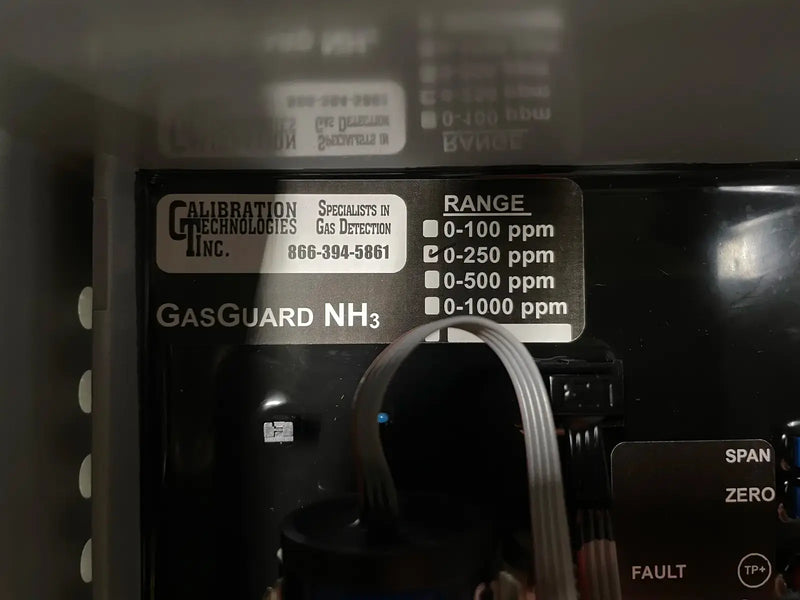 CALIBRATION
TECHNOLOGIES
INC.
SPECIALISTS IN
GAS DETECTION
866-394-5861
GASGUARD NH3
RANGE
0-100 ppm
0-250 ppm
0-500 ppm
0-1000 ppm
SPAN
ZERO
FAULT
TP+